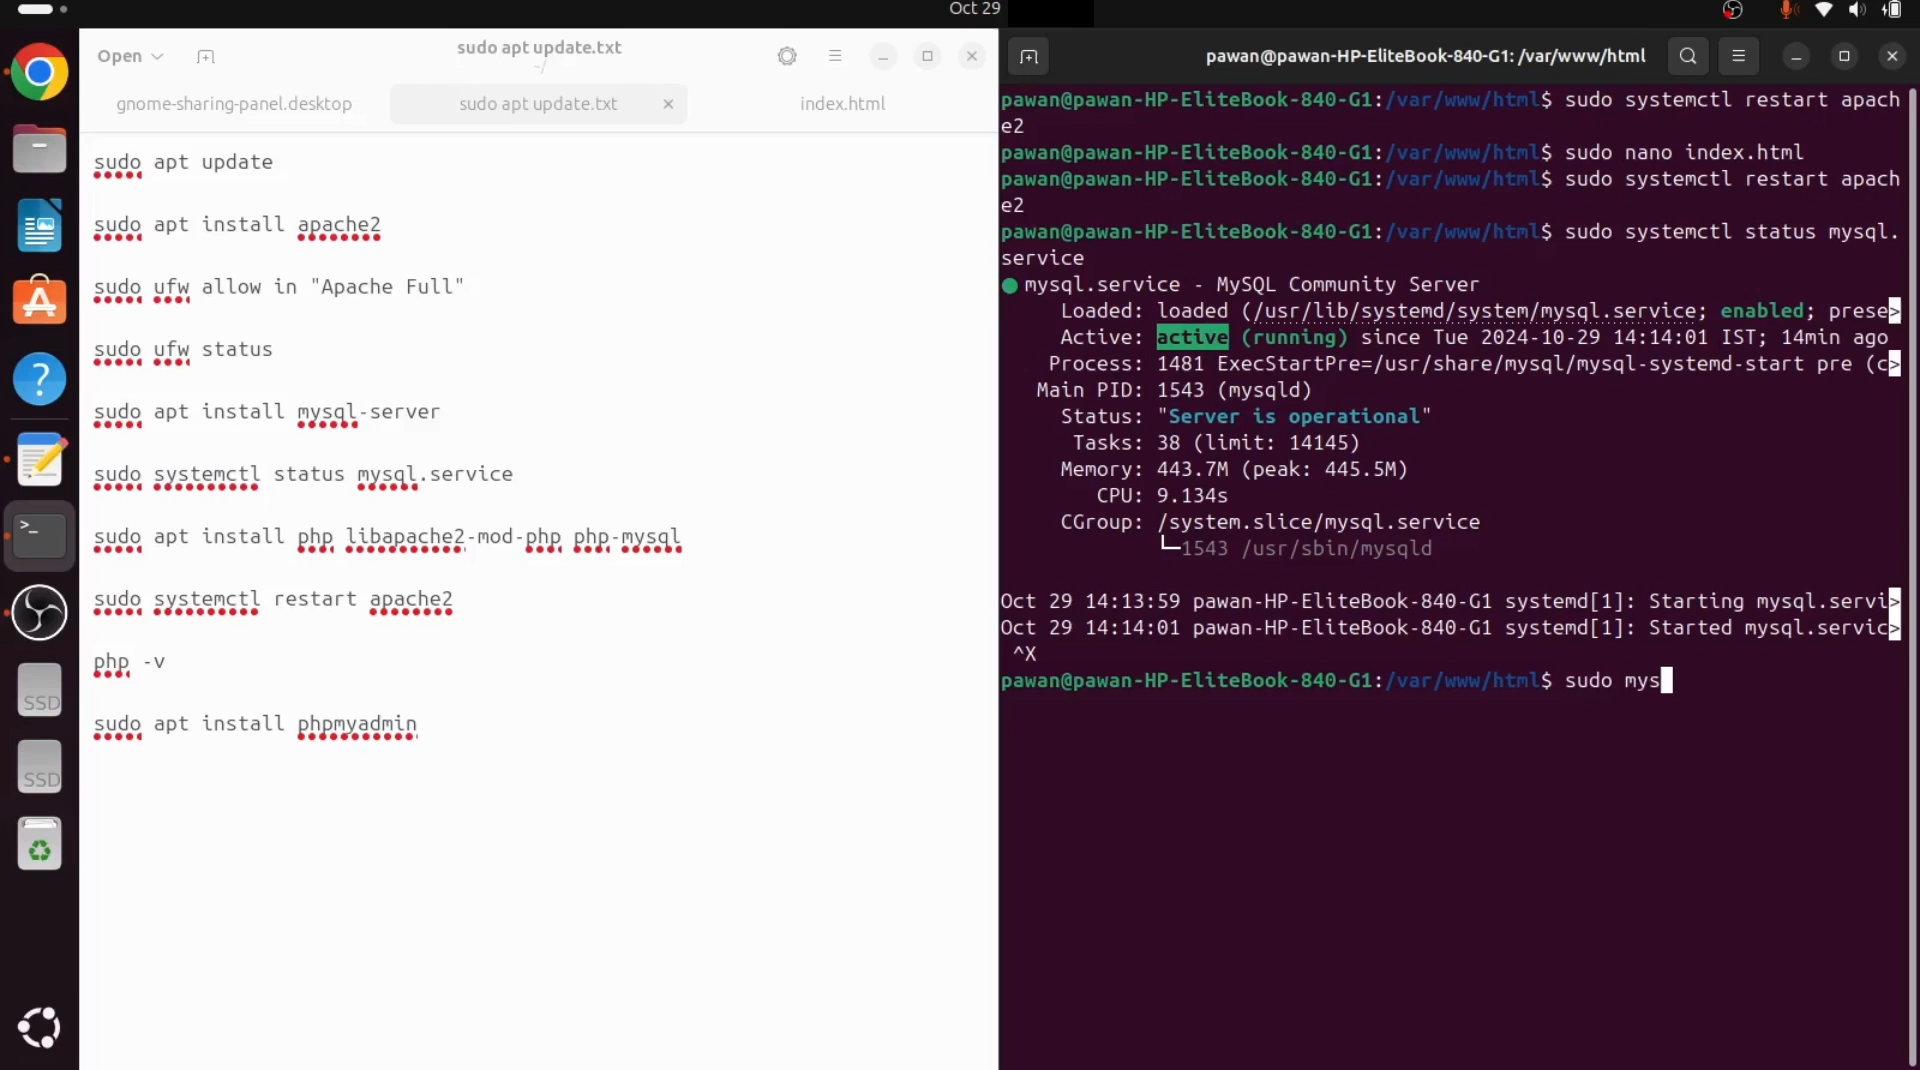 Oct 29
Open
sudo apt update.txt
~/
gnome-sharing-panel.desktop
sudo apt update.txt
index.html
sudo apt update
sudo apt install apache2
sudo ufw allow in "Apache Full"
sudo ufw status
sudo apt install mysql-server
sudo systemctl status mysql.service
sudo apt install php libapache2-mod-php php-mysql
sudo systemctl restart apache2
php -v
sudo apt install phpmyadmin
>_
?
SSD
SSD
pawan@pawan-HP-EliteBook-840-G1: /var/www/html
pawan@pawan-HP-EliteBook-840-G1:/var/www/html$ sudo systemctl restart apach
e2
pawan@pawan-HP-EliteBook-840-G1:/var/www/html$ sudo nano index.html
pawan@pawan-HP-EliteBook-840-G1:/var/www/html$ sudo systemctl restart apach
e2
pawan@pawan-HP-EliteBook-840-G1:/var/www/html$ sudo systemctl status mysql.
service
● mysql.service - MySQL Community Server
Loaded: loaded (/usr/lib/systemd/system/mysql.service; enabled; prese>
Active: active (running) since Tue 2024-10-29 14:14:01 IST; 14min ago
Process: 1481 ExecStartPre=/usr/share/mysql/mysql-systemd-start pre (c>
Main PID: 1543 (mysqld)
Status: "Server is operational"
Tasks: 38 (limit: 14145)
Memory: 443.7M (peak: 445.5M)
CPU: 9.134s
CGroup: /system.slice/mysql.service
└─1543 /usr/sbin/mysqld
Oct 29 14:13:59 pawan-HP-EliteBook-840-G1 systemd[1]: Starting mysql.servi>
Oct 29 14:14:01 pawan-HP-EliteBook-840-G1 systemd[1]: Started mysql.servic>
^X
pawan@pawan-HP-EliteBook-840-G1:/var/www/html$ sudo mys